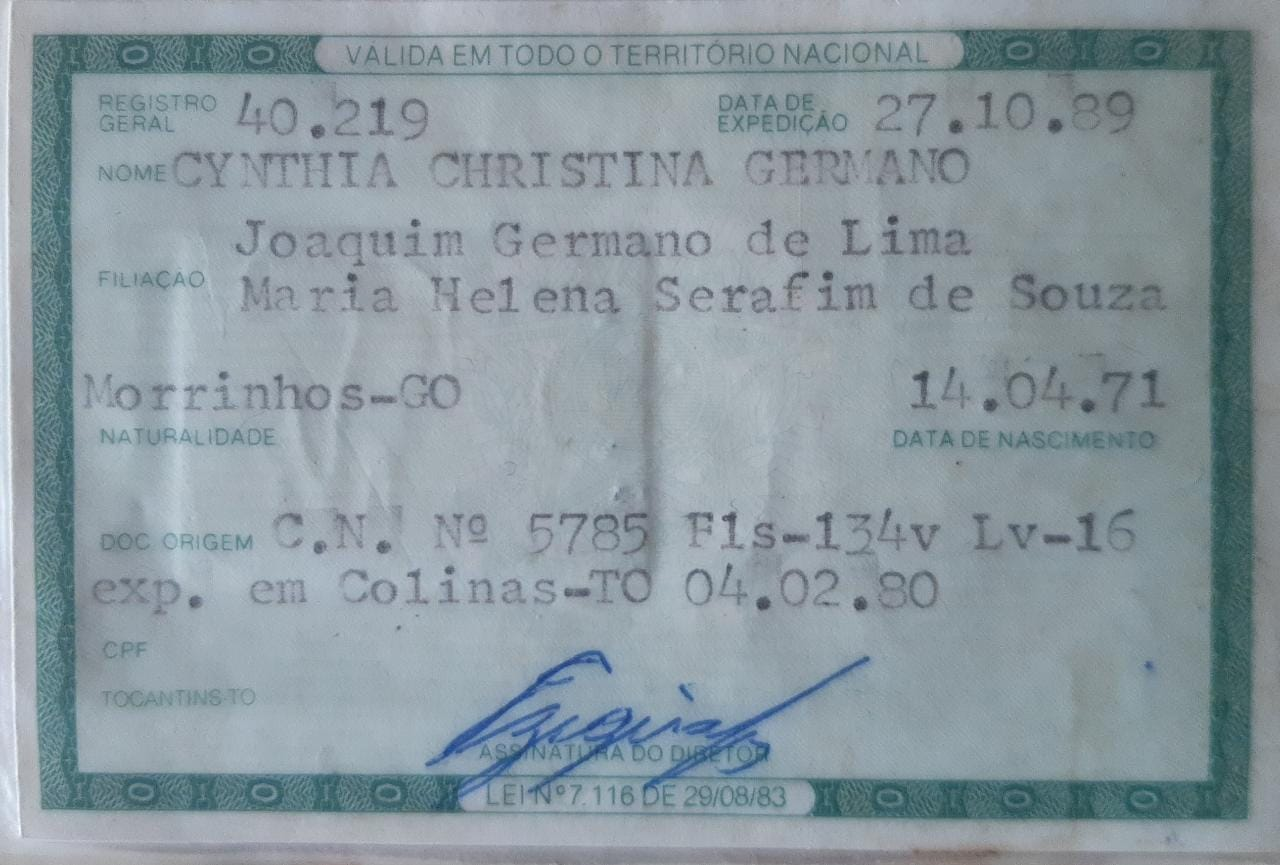 VÁLIDA EM TODO O TERRITÓRIO NACIONAL
REGISTRO GERAL 40.219 DATA DE EXPEDIÇÃO 27.10.89
NOME CYNTHIA CHRISTINA GERMANO
Joaquim Germano de Lima
FILIAÇÃO
Maria Helena Serafim de Souza
Morrinhos-GO 14.04.71
NATURALIDADE DATA DE NASCIMENTO
DOC ORIGEM C.N. Nº 5785 Fls-134v Lv-16
exp. em Colinas-TO 04.02.80
CPF
TOCANTINS-TO
ASSINATURA DO DIRETOR
LEI Nº 7.116 DE 29/08/83